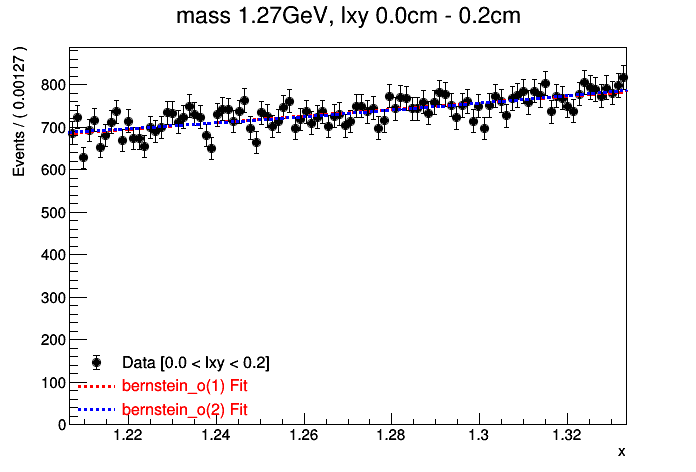 mass 1.27GeV, lxy 0.0cm - 0.2cm
Events / ( 0.00127 )
800
700
600
500
400
300
200
100
0
Data [0.0 < lxy < 0.2]
bernstein_o(1) Fit
bernstein_o(2) Fit
1.22 1.24 1.26 1.28 1.3 1.32
x